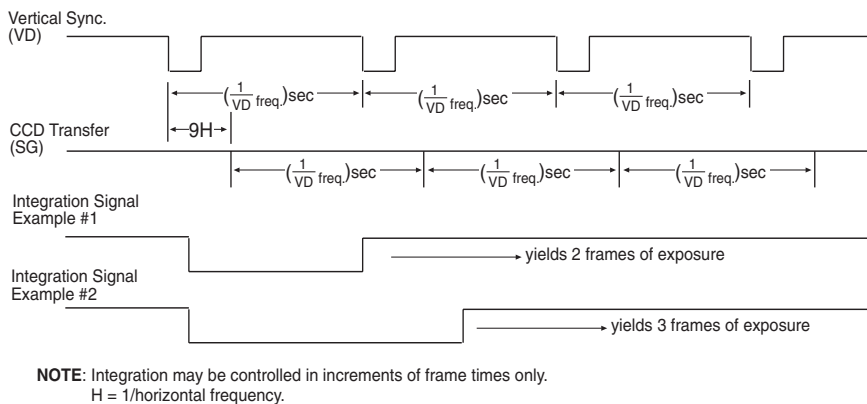 Vertical Sync.
(VD)
(1/VD freq.)sec
(1/VD freq.)sec
(1/VD freq.)sec
9H
CCD Transfer
(SG)
(1/VD freq.)sec
(1/VD freq.)sec
(1/VD freq.)sec
Integration Signal
Example #1
yields 2 frames of exposure
Integration Signal
Example #2
yields 3 frames of exposure
NOTE: Integration may be controlled in increments of frame times only.
H = 1/horizontal frequency.